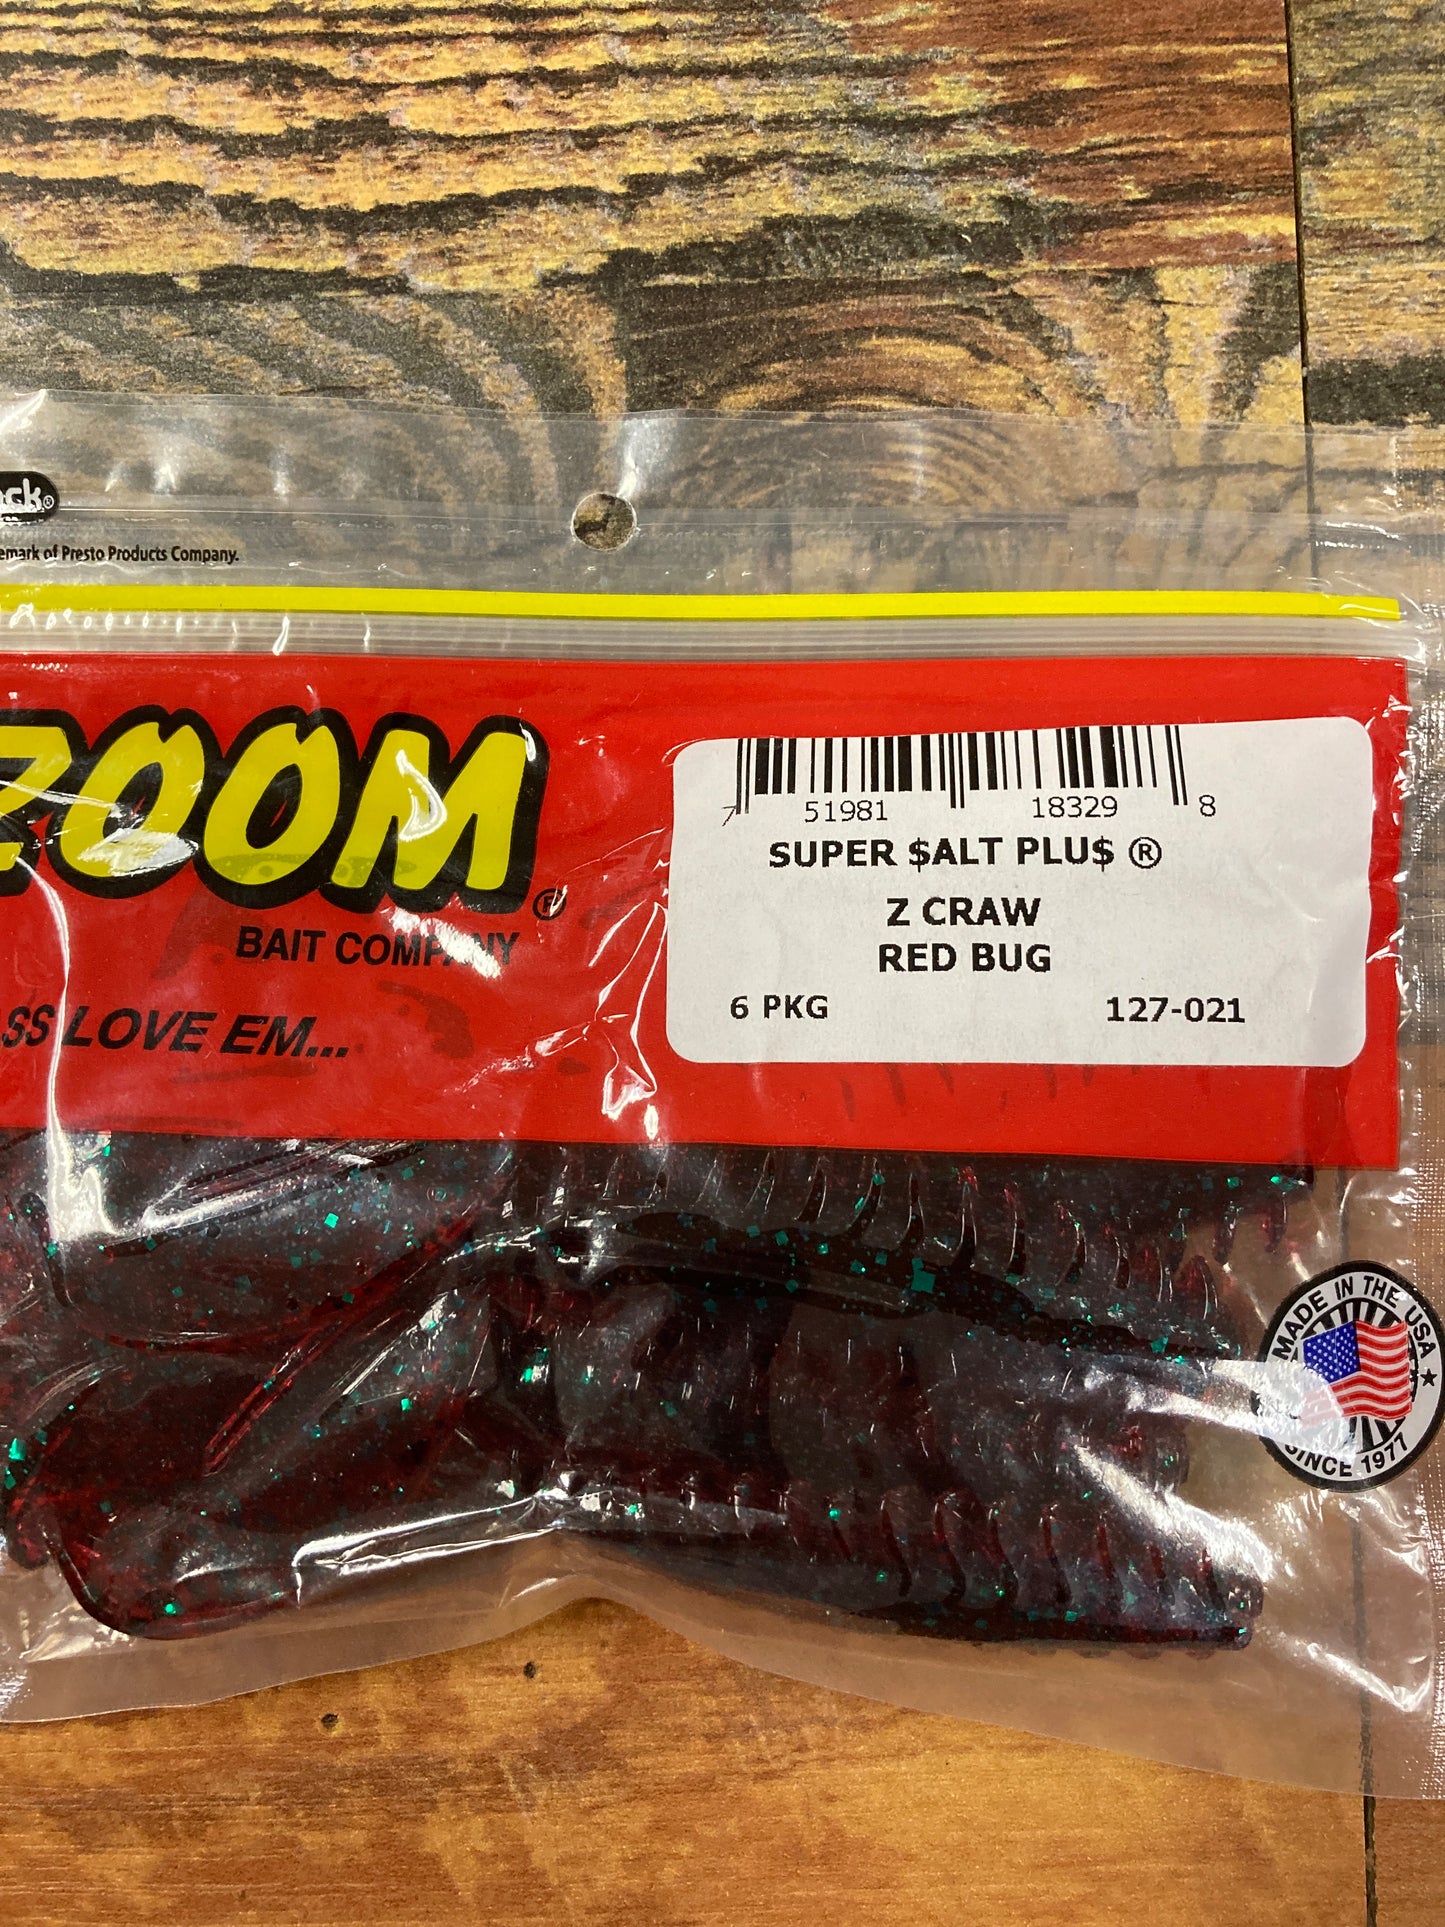 emark of Presto Products Company.
ZOOM®
BAIT COMPANY
SS LOVE EM...
7 51981 18329 8
SUPER $ALT PLU$ ®
Z CRAW
RED BUG
6 PKG 127-021
MADE IN THE USA ★
SINCE 1977